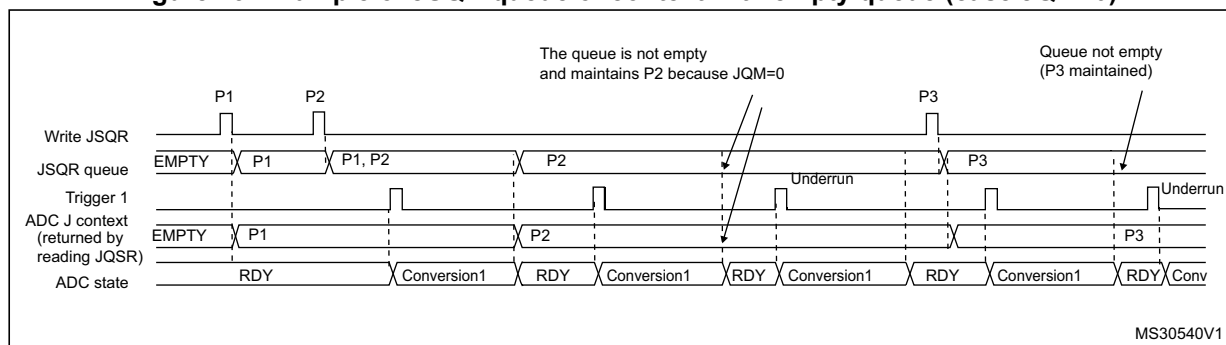 The queue is not empty
and maintains P2 because JQM=0
Queue not empty
(P3 maintained)
P1
P2
P3
Write JSQR
JSQR queue
EMPTY
P1
P1, P2
P2
P3
Trigger 1
Underrun
Underrun
ADC J context
(returned by
reading JQSR)
EMPTY
P1
P2
P3
ADC state
RDY
Conversion1
RDY
Conversion1
RDY
Conversion1
RDY
Conversion1
RDY
Conv
MS30540V1